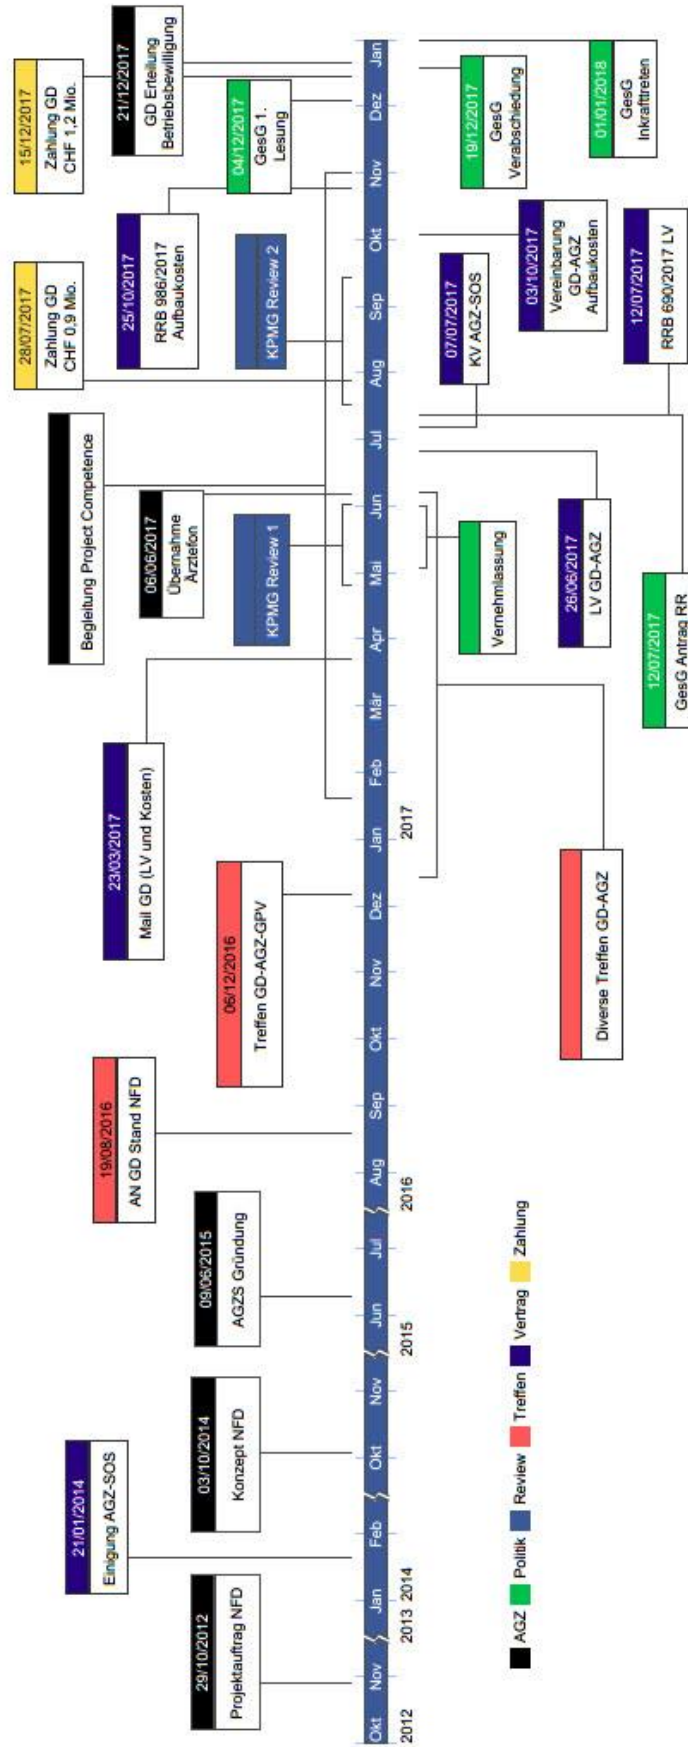 29/10/2012
Projektauftrag NFD
21/01/2014
Einigung AGZ-SOS
03/10/2014
Konzept NFD
09/06/2015
AGZS Gründung
19/08/2016
AN GD Stand NFD
06/12/2016
Treffen GD-AGZ-GPV
23/03/2017
Mail GD (LV und Kosten)
Begleitung Project Competence
06/06/2017
Übernahme
Ärztefon
KPMG Review 1
28/07/2017
Zahlung GD
CHF 0,9 Mio.
25/10/2017
RRB 986/2017
Aufbaukosten
KPMG Review 2
15/12/2017
Zahlung GD
CHF 1,2 Mio.
21/12/2017
GD Erteilung
Betriebsbewilligung
04/12/2017
GesG 1.
Lesung
Okt Nov Jan Feb Okt Nov Jun Jul Aug Sep Okt Nov Dez Jan Feb Mär Apr Mai Jun Jul Aug Sep Okt Nov Dez Jan
2012 2013 2014 2015 2016 2017
Vernehmlassung
07/07/2017
KV AGZ-SOS
19/12/2017
GesG
Verabschiedung
03/10/2017
Vereinbarung
GD-AGZ
Aufbaukosten
26/06/2017
LV GD-AGZ
01/01/2018
GesG
Inkrafttreten
12/07/2017
RRB 690/2017 LV
Diverse Treffen GD-AGZ
12/07/2017
GesG Antrag RR
AGZ Politik Review Treffen Vertrag Zahlung